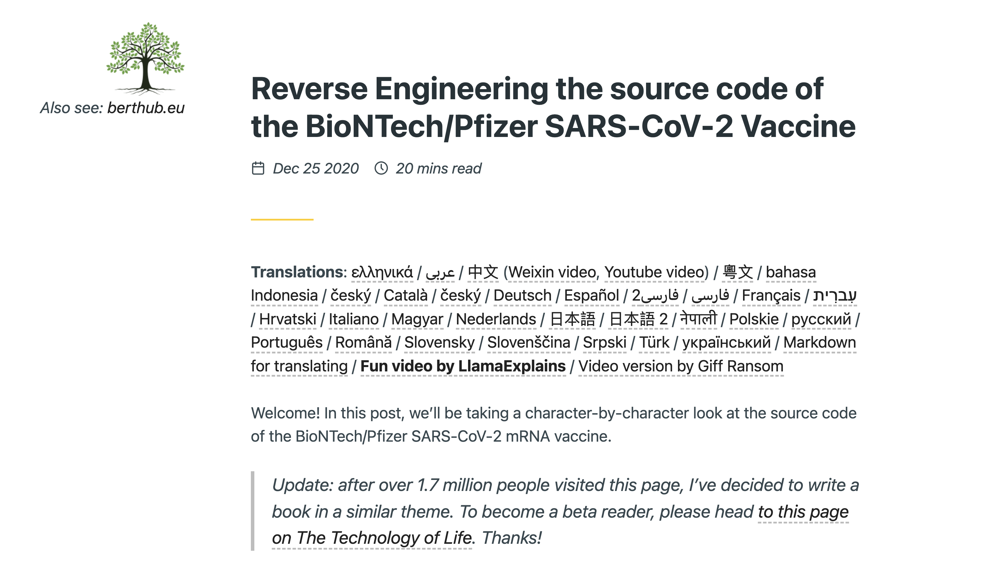 Also see: berthub.eu
Reverse Engineering the source code of
the BioNTech/Pfizer SARS-CoV-2 Vaccine
Dec 25 2020 20 mins read
Translations: ελληνικά / عربى / 中文 (Weixin video, Youtube video) / 粵文 / bahasa
Indonesia / český / Català / český / Deutsch / Español / 2فارسی / فارسی / Français / עִברִית
/ Hrvatski / Italiano / Magyar / Nederlands / 日本語 / 日本語 2 / नेपाली / Polskie / русский /
Português / Română / Slovensky / Slovenščina / Srpski / Türk / український / Markdown
for translating / Fun video by LlamaExplains / Video version by Giff Ransom
Welcome! In this post, we’ll be taking a character-by-character look at the source code
of the BioNTech/Pfizer SARS-CoV-2 mRNA vaccine.
Update: after over 1.7 million people visited this page, I’ve decided to write a
book in a similar theme. To become a beta reader, please head to this page
on The Technology of Life. Thanks!